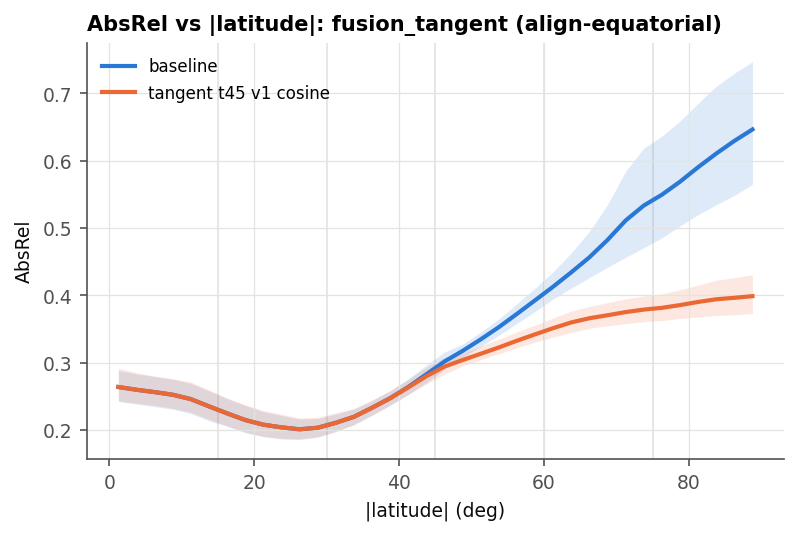 AbsRel vs |latitude|: fusion_tangent (align-equatorial)
baseline
tangent t45 v1 cosine
AbsRel
0.7
0.6
0.5
0.4
0.3
0.2
0
20
40
60
80
|latitude| (deg)